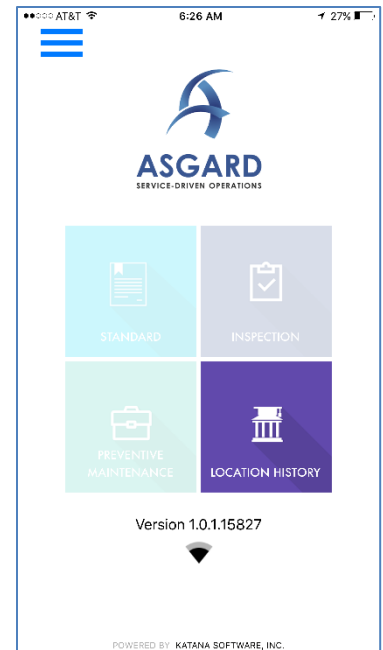 AT&T 6:26 AM 27%
ASGARD
SERVICE-DRIVEN OPERATIONS
STANDARD
INSPECTION
PREVENTIVE
MAINTENANCE
LOCATION HISTORY
Version 1.0.1.15827
POWERED BY KATANA SOFTWARE, INC.